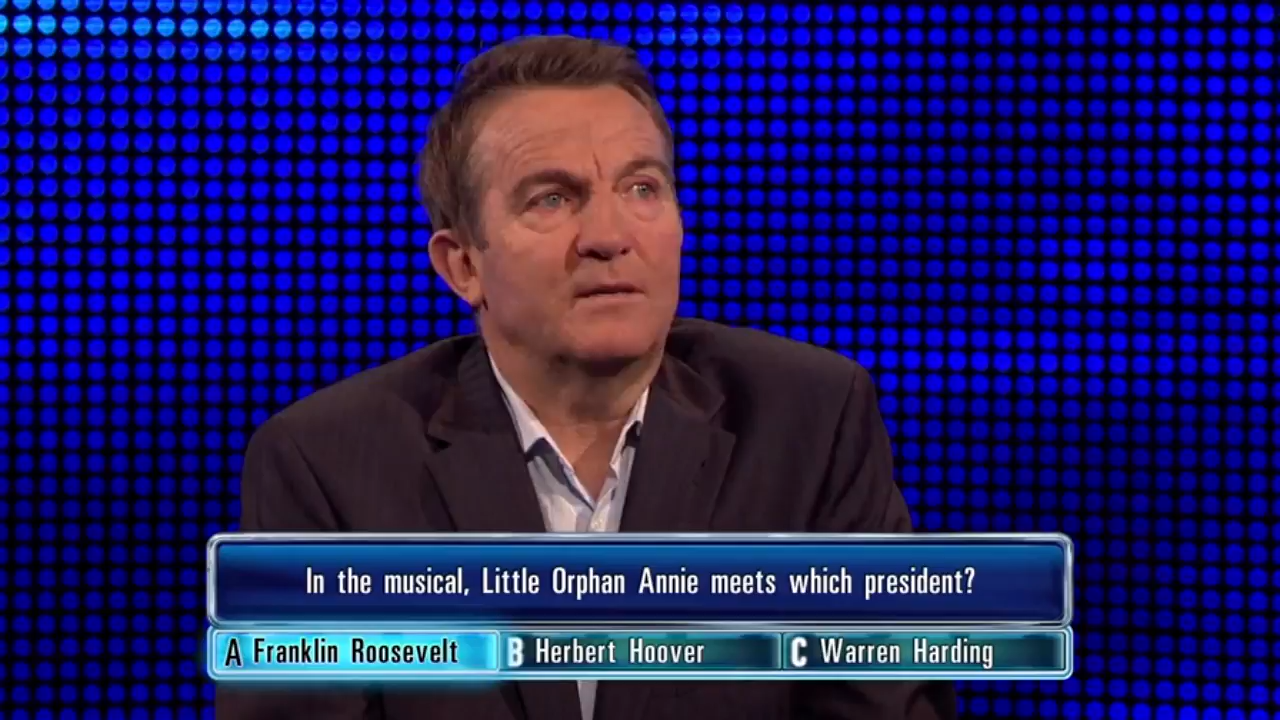 In the musical, Little Orphan Annie meets which president?
A Franklin Roosevelt B Herbert Hoover C Warren Harding